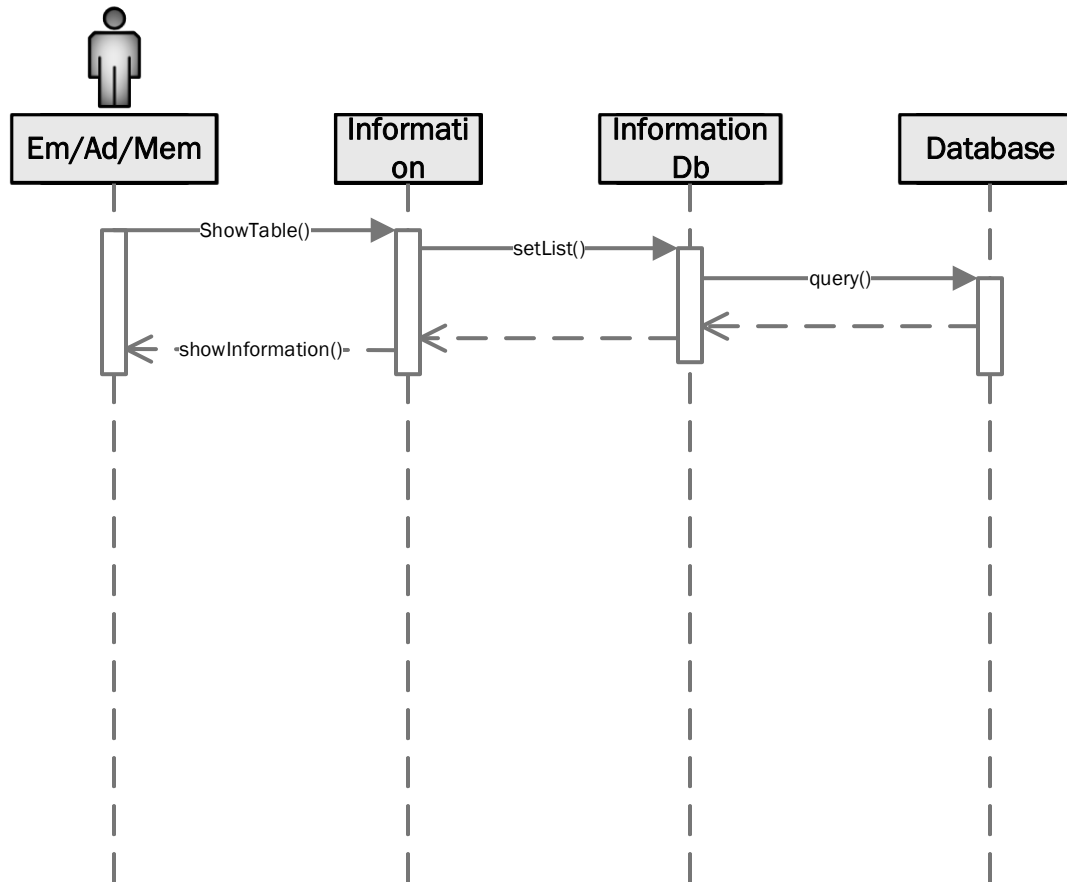 Em/Ad/Mem
Informati
on
Information
Db
Database
ShowTable()
setList()
query()
showInformation()